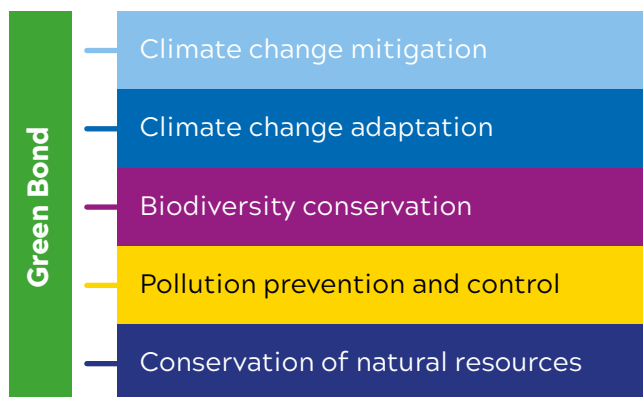 Green Bond
Climate change mitigation
Climate change adaptation
Biodiversity conservation
Pollution prevention and control
Conservation of natural resources